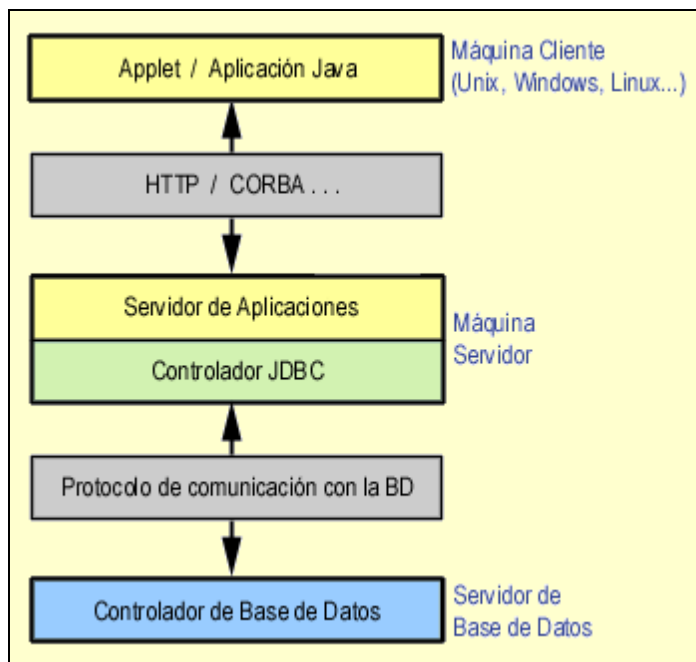 Applet / Aplicación Java
Máquina Cliente
(Unix, Windows, Linux...)
HTTP / CORBA . . .
Servidor de Aplicaciones
Controlador JDBC
Máquina
Servidor
Protocolo de comunicación con la BD
Controlador de Base de Datos
Servidor de
Base de Datos